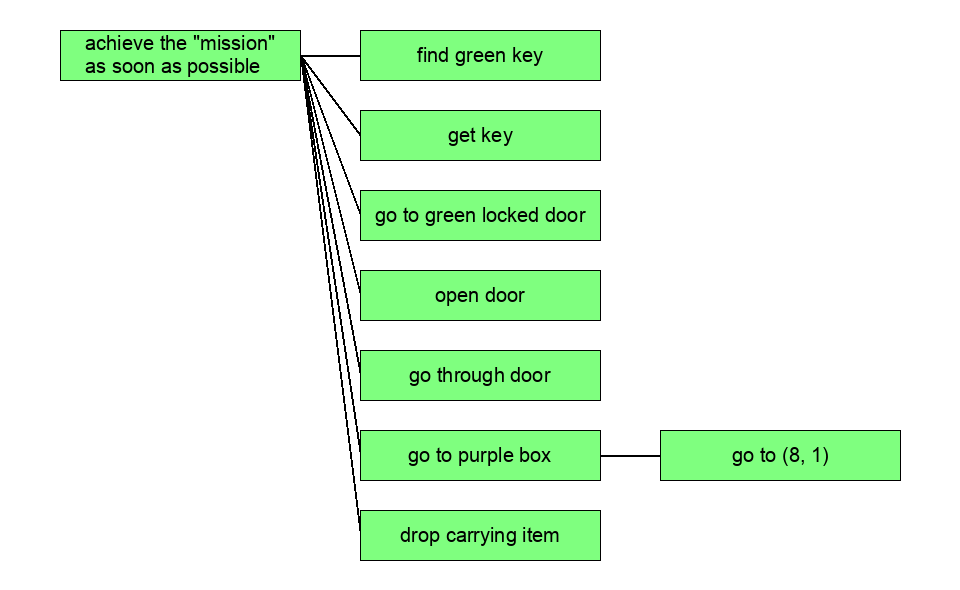 achieve the "mission"
as soon as possible
find green key
get key
go to green locked door
open door
go through door
go to purple box
go to (8, 1)
drop carrying item